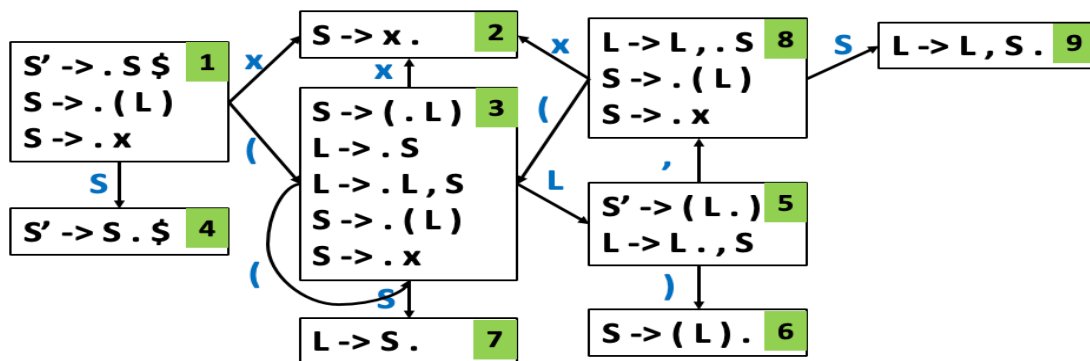 S' -> . S $ 1
S -> . ( L )
S -> . x
S
S' -> S . $ 4
x
(
S -> x . 2
x
S -> ( . L ) 3
L -> . S
L -> . L , S
S -> . ( L )
S -> . x
(
S
L -> S . 7
x
(
L
L -> L , . S 8
S -> . ( L )
S -> . x
,
S' -> ( L . ) 5
L -> L . , S
)
S -> ( L ) . 6
S
L -> L , S . 9